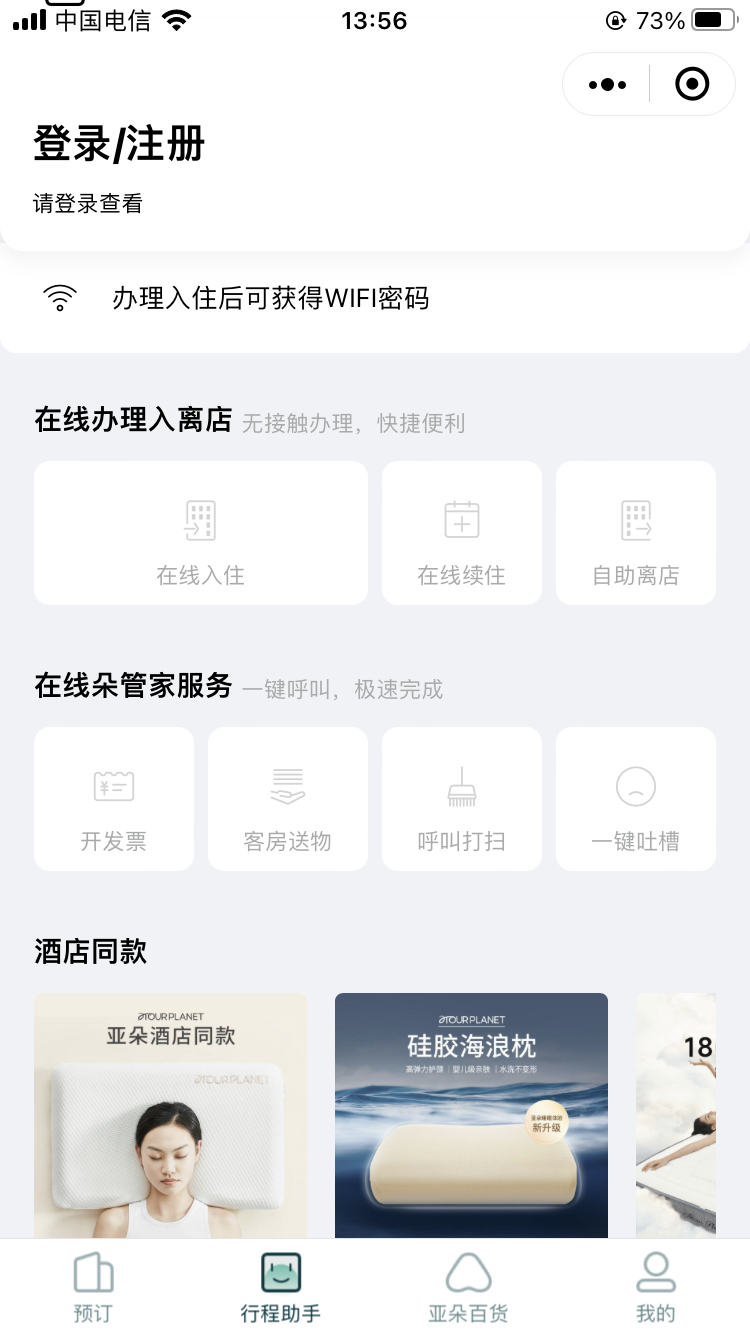 中国电信
13:56
73%
登录/注册
请登录查看
办理入住后可获得WIFI密码
在线办理入离店 无接触办理，快捷便利
在线入住
在线续住
自助离店
在线朵管家服务 一键呼叫，极速完成
开发票
客房送物
呼叫打扫
一键吐槽
酒店同款
ATOUR PLANET
亚朵酒店同款
ATOUR PLANET
ATOUR PLANET
硅胶海浪枕
高弹力护颈 | 婴儿级亲肤 | 水洗不变形
新升级
18
预订
行程助手
亚朵百货
我的